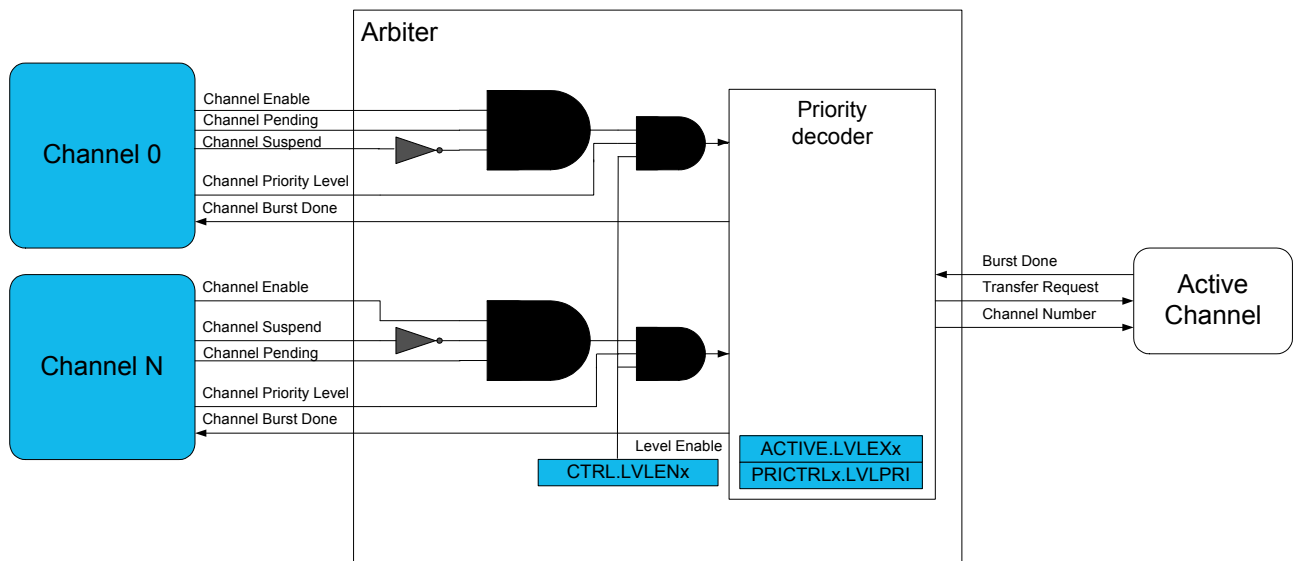 Arbiter
Channel 0
Channel Enable
Channel Pending
Channel Suspend
Channel Priority Level
Channel Burst Done
Priority
decoder
Channel N
Channel Enable
Channel Suspend
Channel Pending
Channel Priority Level
Channel Burst Done
Level Enable
CTRL.LVLENx
ACTIVE.LVLEXx
PRICTRLx.LVLPRI
Burst Done
Transfer Request
Channel Number
Active
Channel